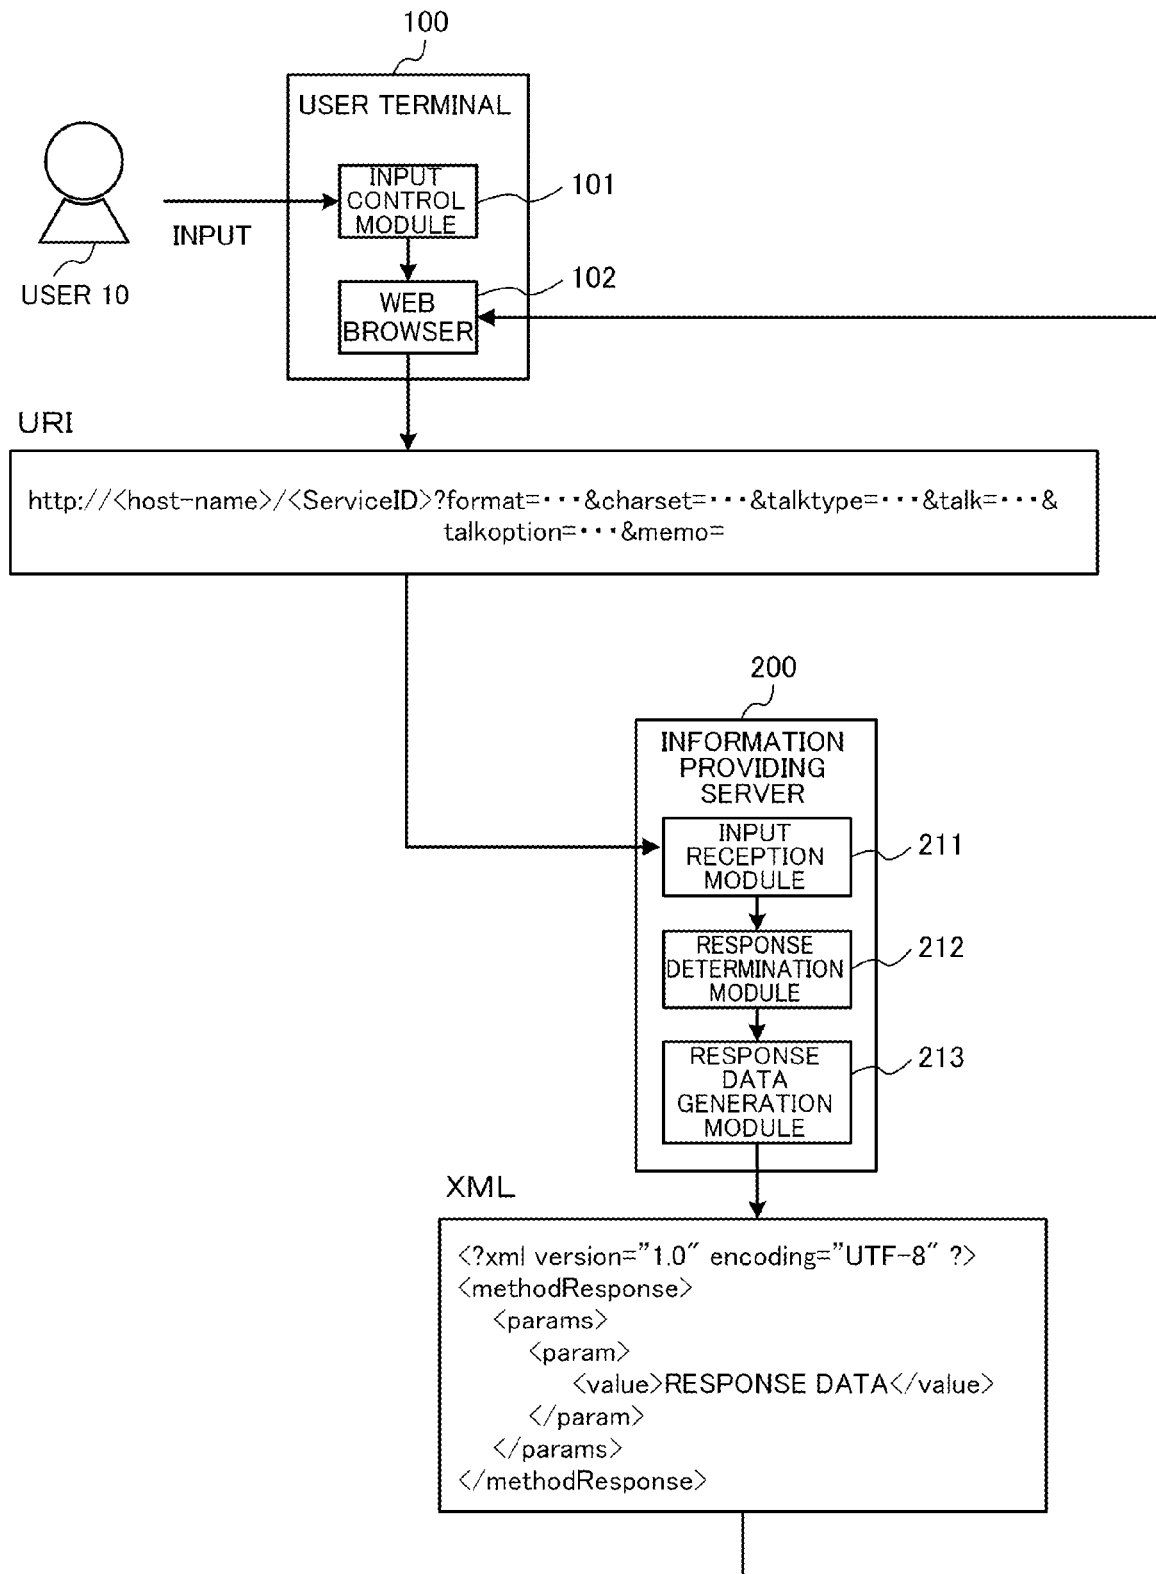 100
USER TERMINAL
INPUT
CONTROL
MODULE
101
INPUT
USER 10
WEB
BROWSER
102
URI
http://<host-name>/<ServiceID>?format=･･･&charset=･･･&talktype=･･･&talk=･･･&
talkoption=･･･&memo=
200
INFORMATION
PROVIDING
SERVER
INPUT
RECEPTION
MODULE
211
RESPONSE
DETERMINATION
MODULE
212
RESPONSE
DATA
GENERATION
MODULE
213
XML
<?xml version="1.0" encoding="UTF-8" ?>
<methodResponse>
<params>
<param>
<value>RESPONSE DATA</value>
</param>
</params>
</methodResponse>